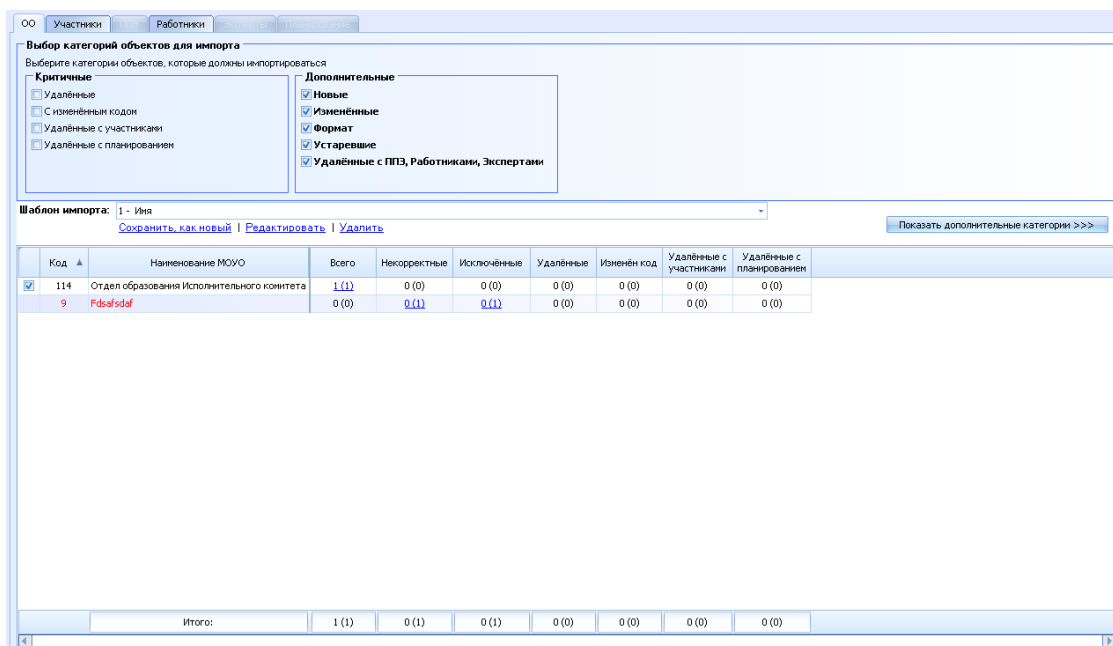 ОО Участники Работники
Выбор категорий объектов для импорта
Выберите категории объектов, которые должны импортироваться
Критичные Дополнительные
Удалённые Новые
С изменённым кодом Изменённые
Удалённые с участниками Формат
Удалённые с планированием Устаревшие
Удалённые с ППЭ, Работниками, Экспертами
Шаблон импорта: 1 - Имя
Сохранить, как новый | Редактировать | Удалить Показать дополнительные категории >>>
Код Наименование МОУО Всего Некорректные Исключённые Удалённые Изменён код Удалённые с участниками Удалённые с планированием
114 Отдел образования Исполнительного комитета 1 (1) 0 (0) 0 (0) 0 (0) 0 (0) 0 (0) 0 (0)
9 Fdsafsdaf 0 (0) 0 (1) 0 (1) 0 (0) 0 (0) 0 (0) 0 (0)
Итого: 1 (1) 0 (1) 0 (1) 0 (0) 0 (0) 0 (0) 0 (0)